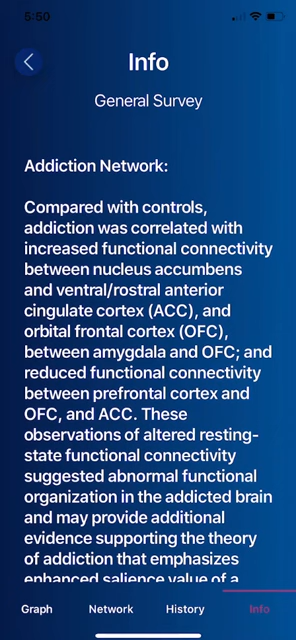 5:50
Info
General Survey
Addiction Network:
Compared with controls,
addiction was correlated with
increased functional connectivity
between nucleus accumbens
and ventral/rostral anterior
cingulate cortex (ACC), and
orbital frontal cortex (OFC),
between amygdala and OFC; and
reduced functional connectivity
between prefrontal cortex and
OFC, and ACC. These
observations of altered resting-
state functional connectivity
suggested abnormal functional
organization in the addicted brain
and may provide additional
evidence supporting the theory
of addiction that emphasizes
enhanced salience value of a
Graph Network History Info